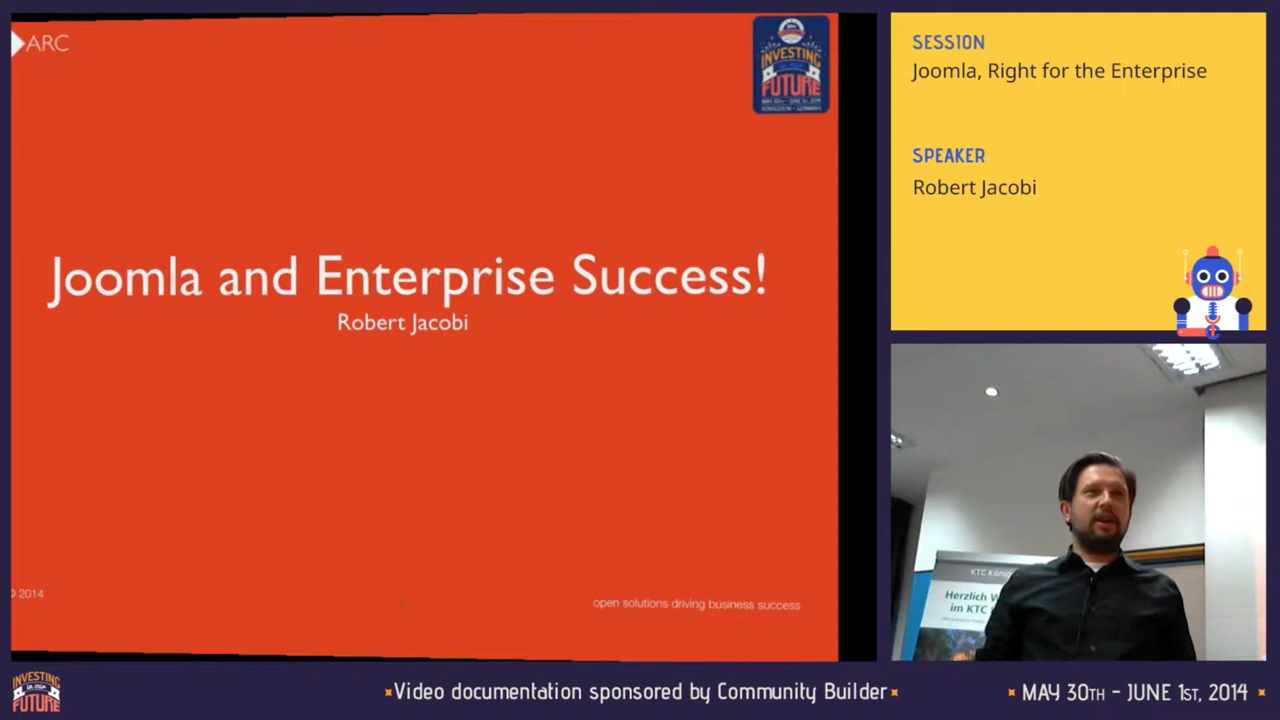 ARC
INVESTING
FUTURE
Joomla and Enterprise Success!
Robert Jacobi
2014
open solutions driving business success
SESSION
Joomla, Right for the Enterprise
SPEAKER
Robert Jacobi
Herzlich
im KTC
INVESTING
FUTURE
Video documentation sponsored by Community Builder
MAY 30TH - JUNE 1ST, 2014